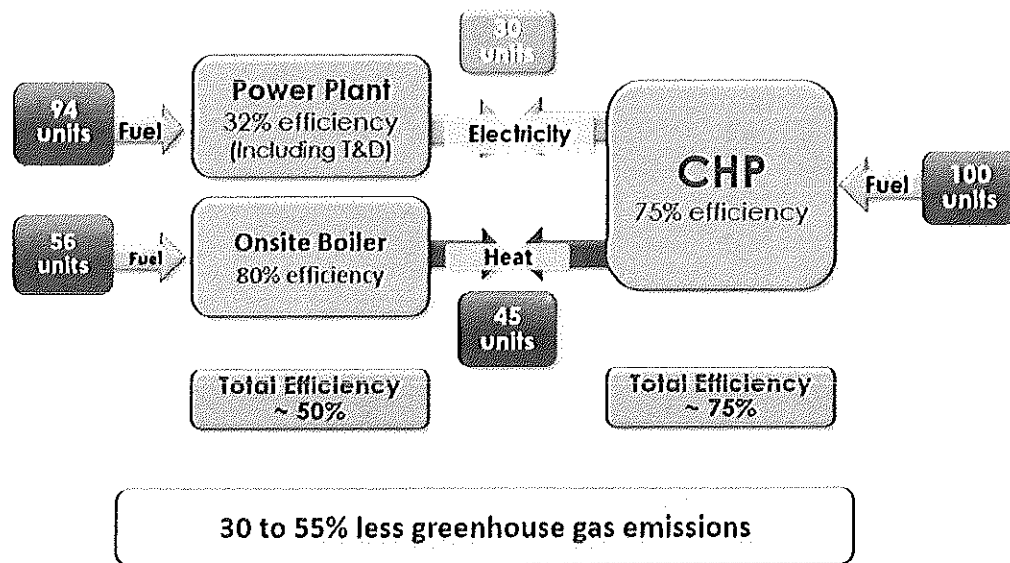 30
units
94
units
Fuel
Power Plant
32% efficiency
(Including T&D)
Electricity
CHP
75% efficiency
Fuel
100
units
56
units
Fuel
Onsite Boiler
80% efficiency
Heat
45
units
Total Efficiency
~ 50%
Total Efficiency
~ 75%
30 to 55% less greenhouse gas emissions